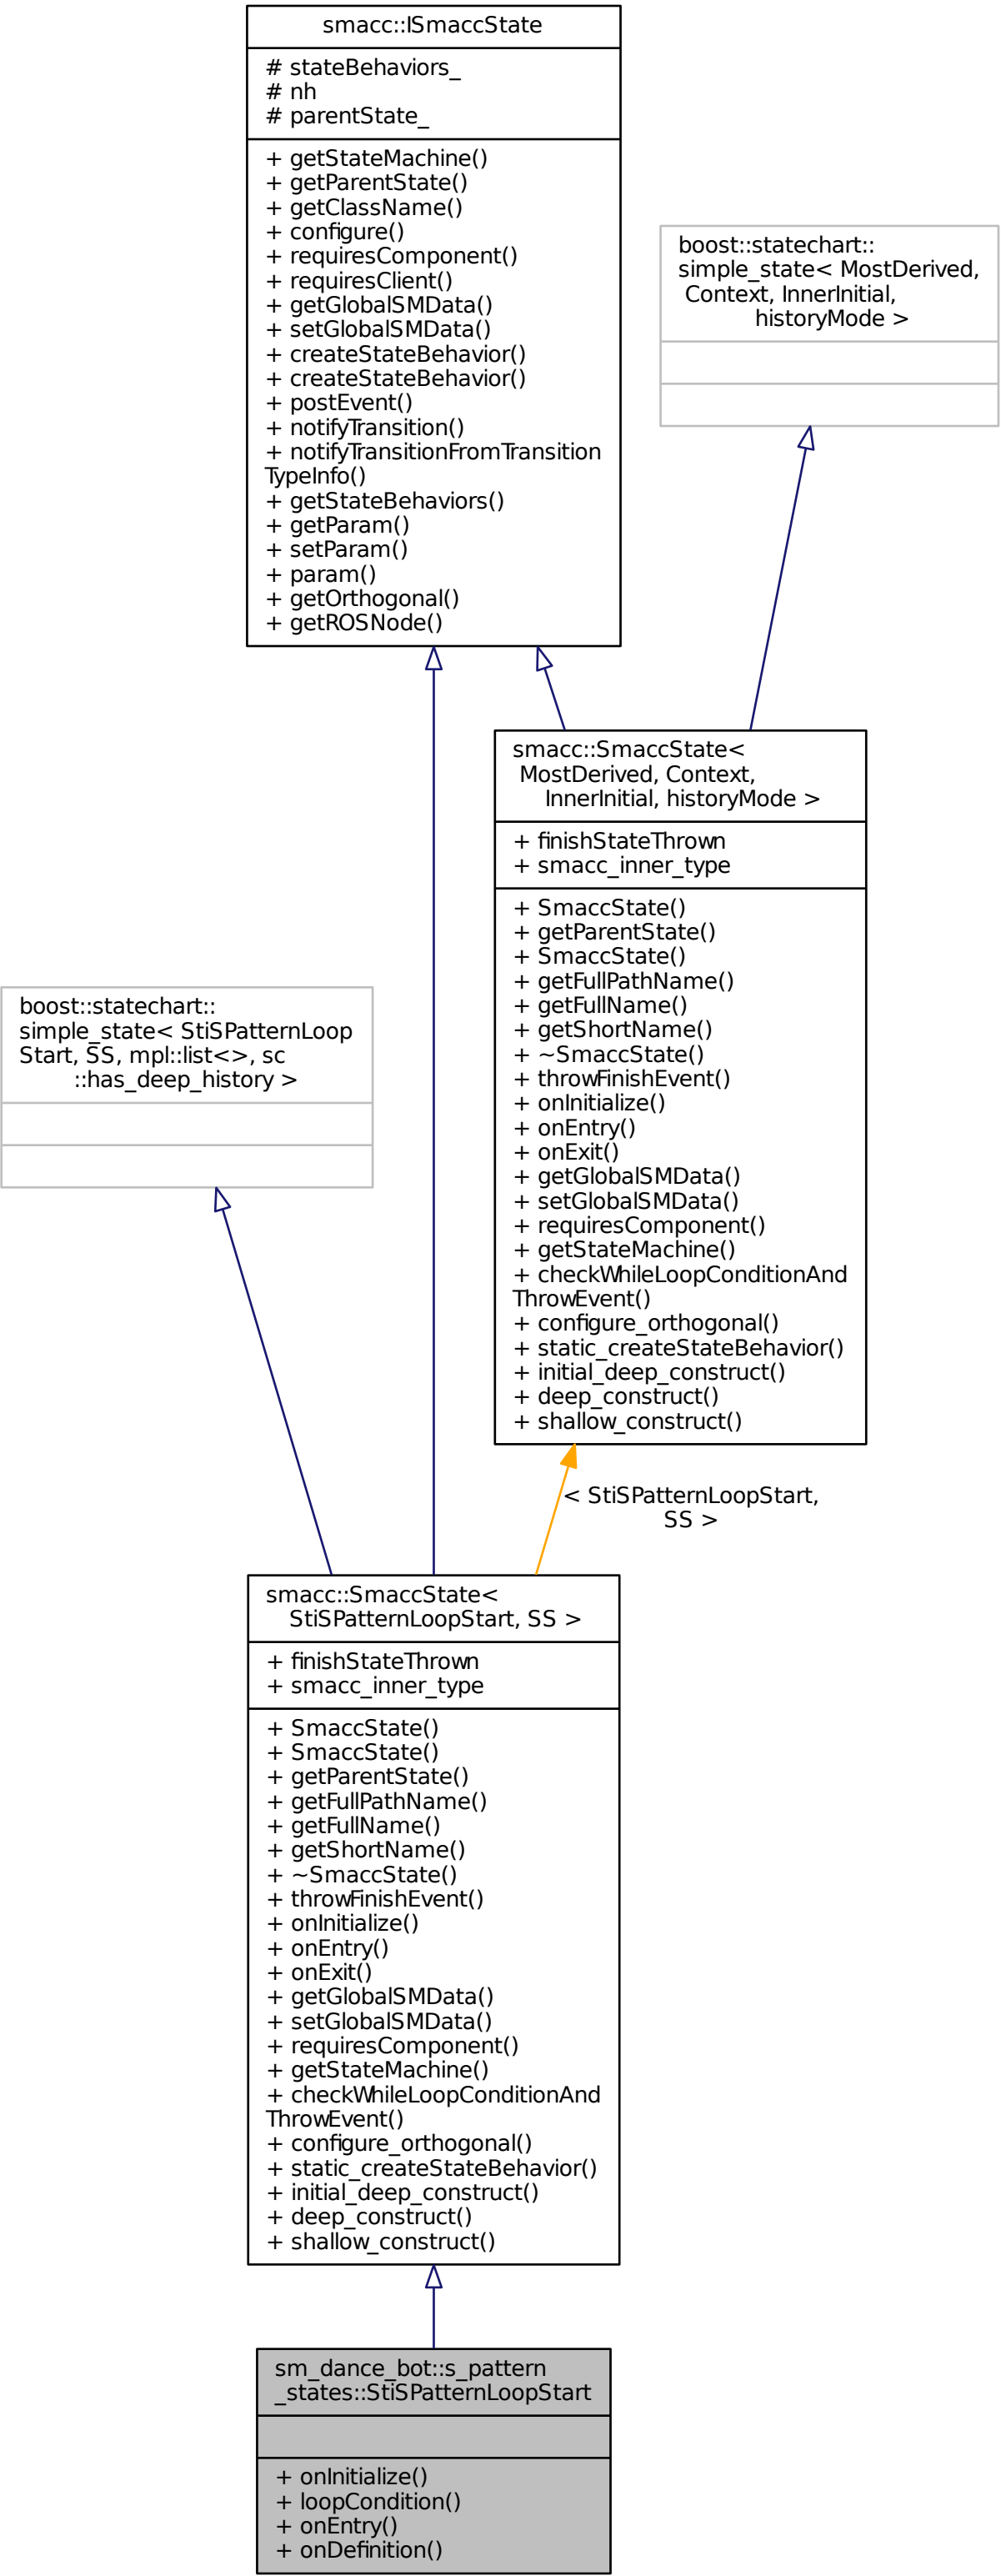 smacc::ISmaccState
# stateBehaviors_
# nh
# parentState_
+ getStateMachine()
+ getParentState()
+ getClassName()
+ configure()
+ requiresComponent()
+ requiresClient()
+ getGlobalSMData()
+ setGlobalSMData()
+ createStateBehavior()
+ createStateBehavior()
+ postEvent()
+ notifyTransition()
+ notifyTransitionFromTransition
TypeInfo()
+ getStateBehaviors()
+ getParam()
+ setParam()
+ param()
+ getOrthogonal()
+ getROSNode()
boost::statechart::
simple_state< MostDerived,
Context, InnerInitial,
historyMode >
smacc::SmaccState<
MostDerived, Context,
InnerInitial, historyMode >
+ finishStateThrown
+ smacc_inner_type
+ SmaccState()
+ getParentState()
+ SmaccState()
+ getFullPathName()
+ getFullName()
+ getShortName()
+ ~SmaccState()
+ throwFinishEvent()
+ onInitialize()
+ onEntry()
+ onExit()
+ getGlobalSMData()
+ setGlobalSMData()
+ requiresComponent()
+ getStateMachine()
+ checkWhileLoopConditionAnd
ThrowEvent()
+ configure_orthogonal()
+ static_createStateBehavior()
+ initial_deep_construct()
+ deep_construct()
+ shallow_construct()
boost::statechart::
simple_state< StiSPatternLoop
Start, SS, mpl::list<>, sc
::has_deep_history >
< StiSPatternLoopStart,
SS >
smacc::SmaccState<
StiSPatternLoopStart, SS >
+ finishStateThrown
+ smacc_inner_type
+ SmaccState()
+ SmaccState()
+ getParentState()
+ getFullPathName()
+ getFullName()
+ getShortName()
+ ~SmaccState()
+ throwFinishEvent()
+ onInitialize()
+ onEntry()
+ onExit()
+ getGlobalSMData()
+ setGlobalSMData()
+ requiresComponent()
+ getStateMachine()
+ checkWhileLoopConditionAnd
ThrowEvent()
+ configure_orthogonal()
+ static_createStateBehavior()
+ initial_deep_construct()
+ deep_construct()
+ shallow_construct()
sm_dance_bot::s_pattern
_states::StiSPatternLoopStart
+ onInitialize()
+ loopCondition()
+ onEntry()
+ onDefinition()